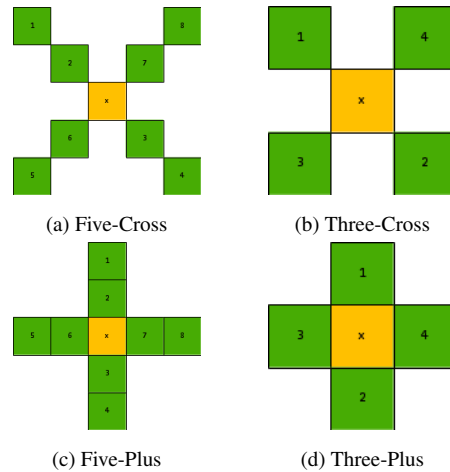 1 8 1 4
2 7
x x
6 3
5 4 3 2
(a) Five-Cross (b) Three-Cross
1 1
2
5 6 x 7 8 3 x 4
3 2
4
(c) Five-Plus (d) Three-Plus